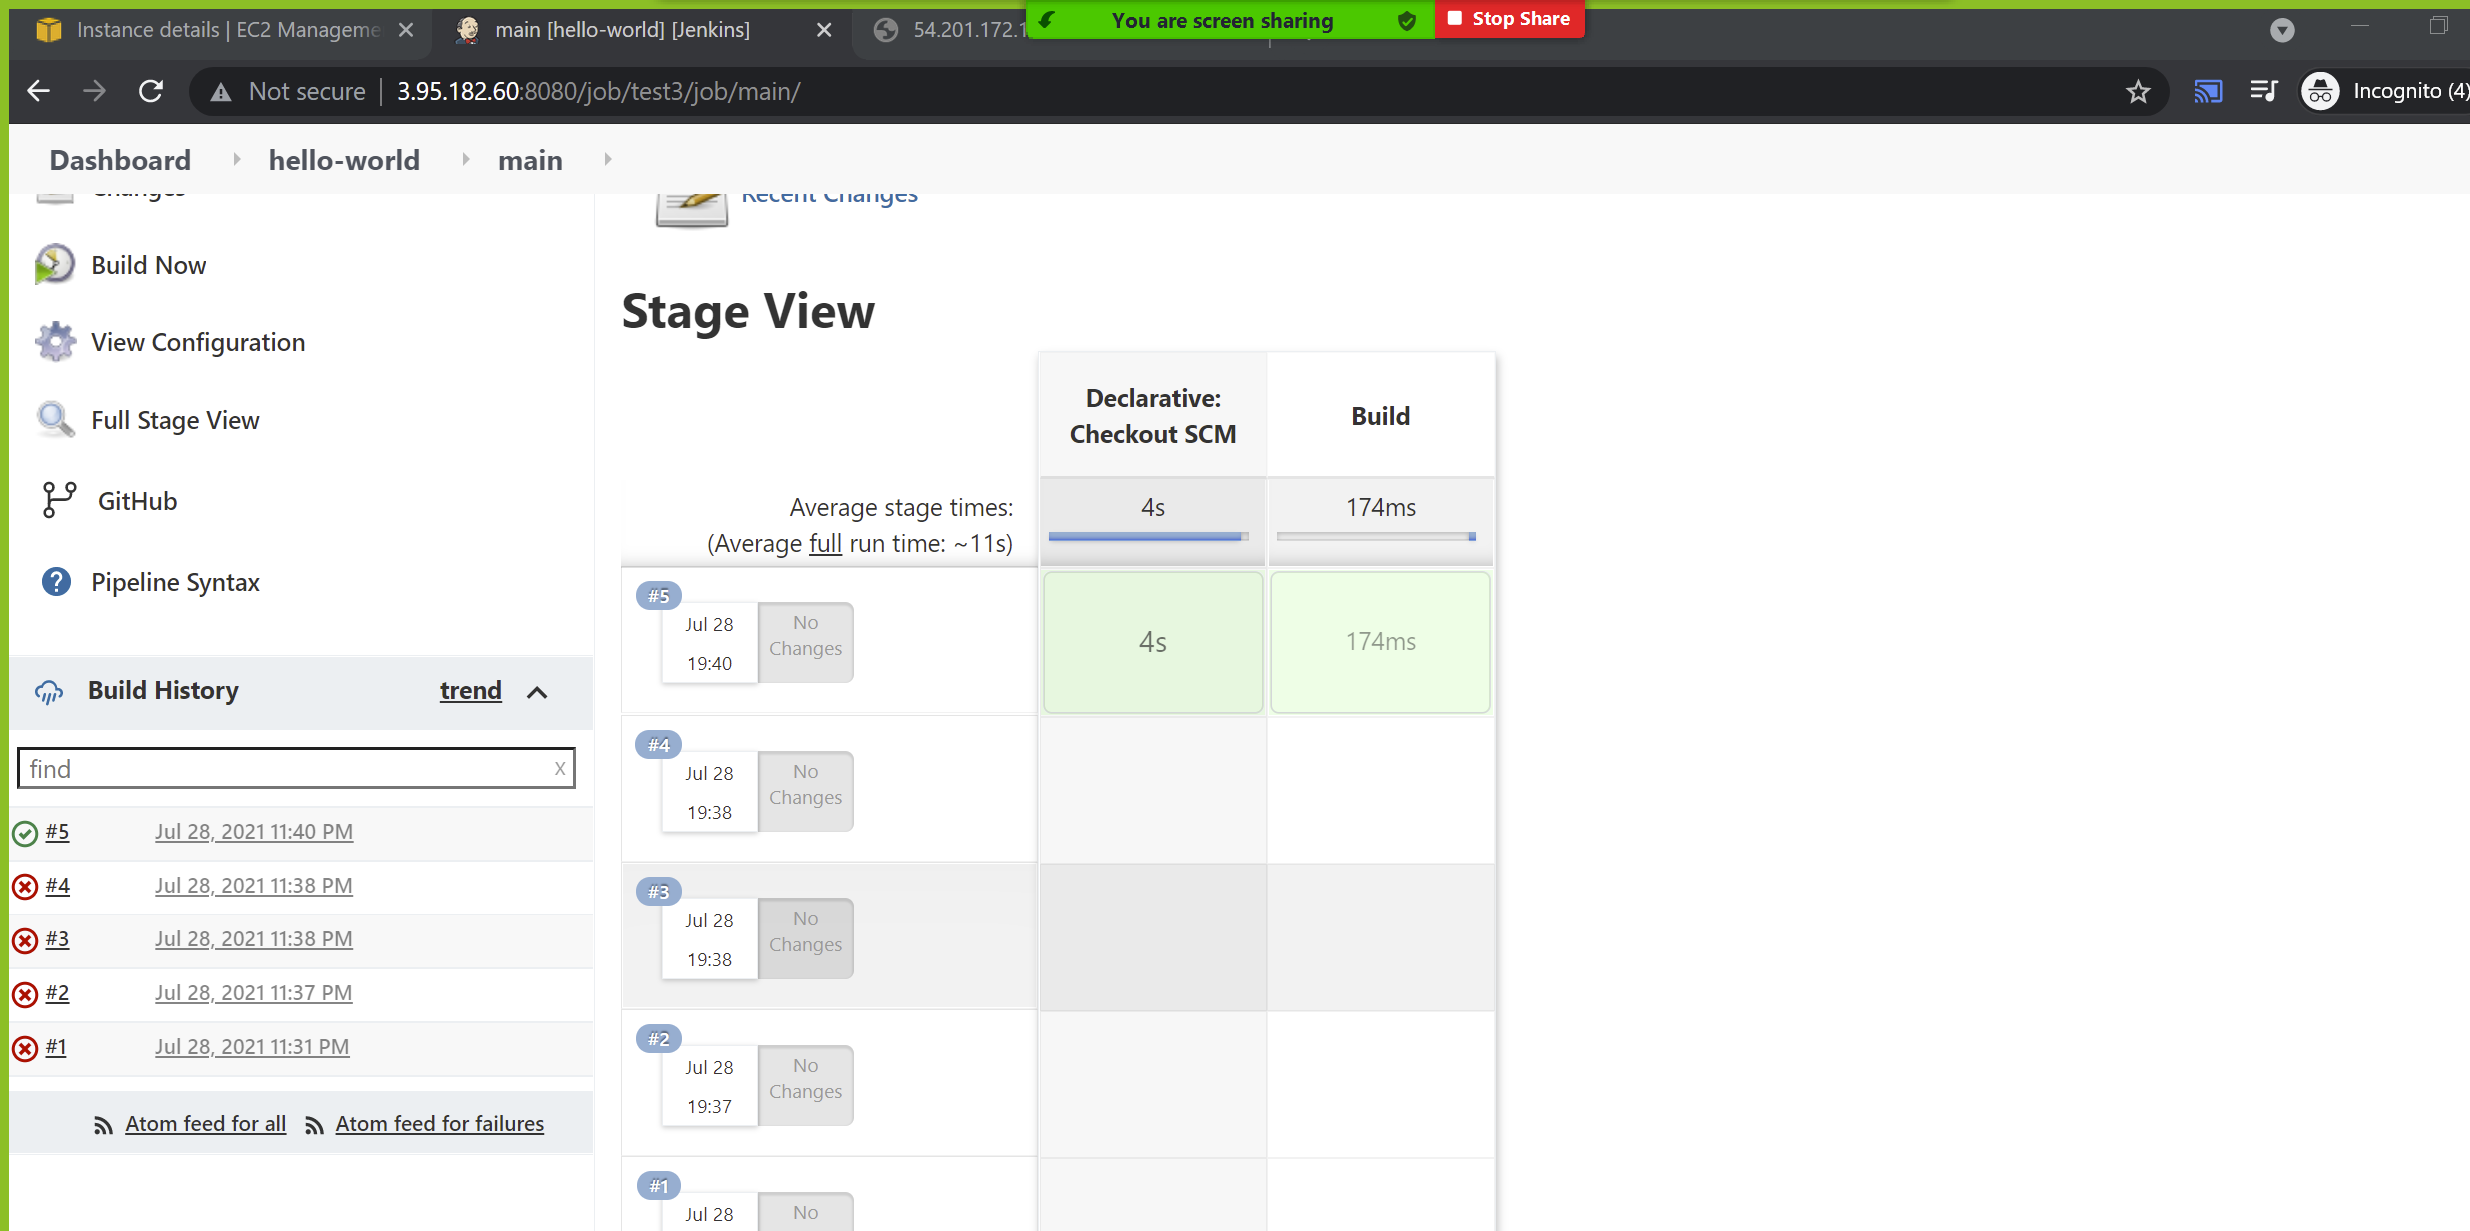 Instance details | EC2 Manageme
main [hello-world] [Jenkins]
54.201.172.1
You are screen sharing
Stop Share
Not secure
3.95.182.60:8080/job/test3/job/main/
Incognito (4)
Dashboard
hello-world
main
Changes
Recent Changes
Build Now
View Configuration
Full Stage View
GitHub
Pipeline Syntax
Build History
trend
find
X
#5 Jul 28, 2021 11:40 PM
#4 Jul 28, 2021 11:38 PM
#3 Jul 28, 2021 11:38 PM
#2 Jul 28, 2021 11:37 PM
#1 Jul 28, 2021 11:31 PM
Atom feed for all
Atom feed for failures
Stage View
Declarative:
Checkout SCM
Build
Average stage times:
(Average full run time: ~11s)
4s
174ms
#5
Jul 28
19:40
No
Changes
4s
174ms
#4
Jul 28
19:38
No
Changes
#3
Jul 28
19:38
No
Changes
#2
Jul 28
19:37
No
Changes
#1
Jul 28
No